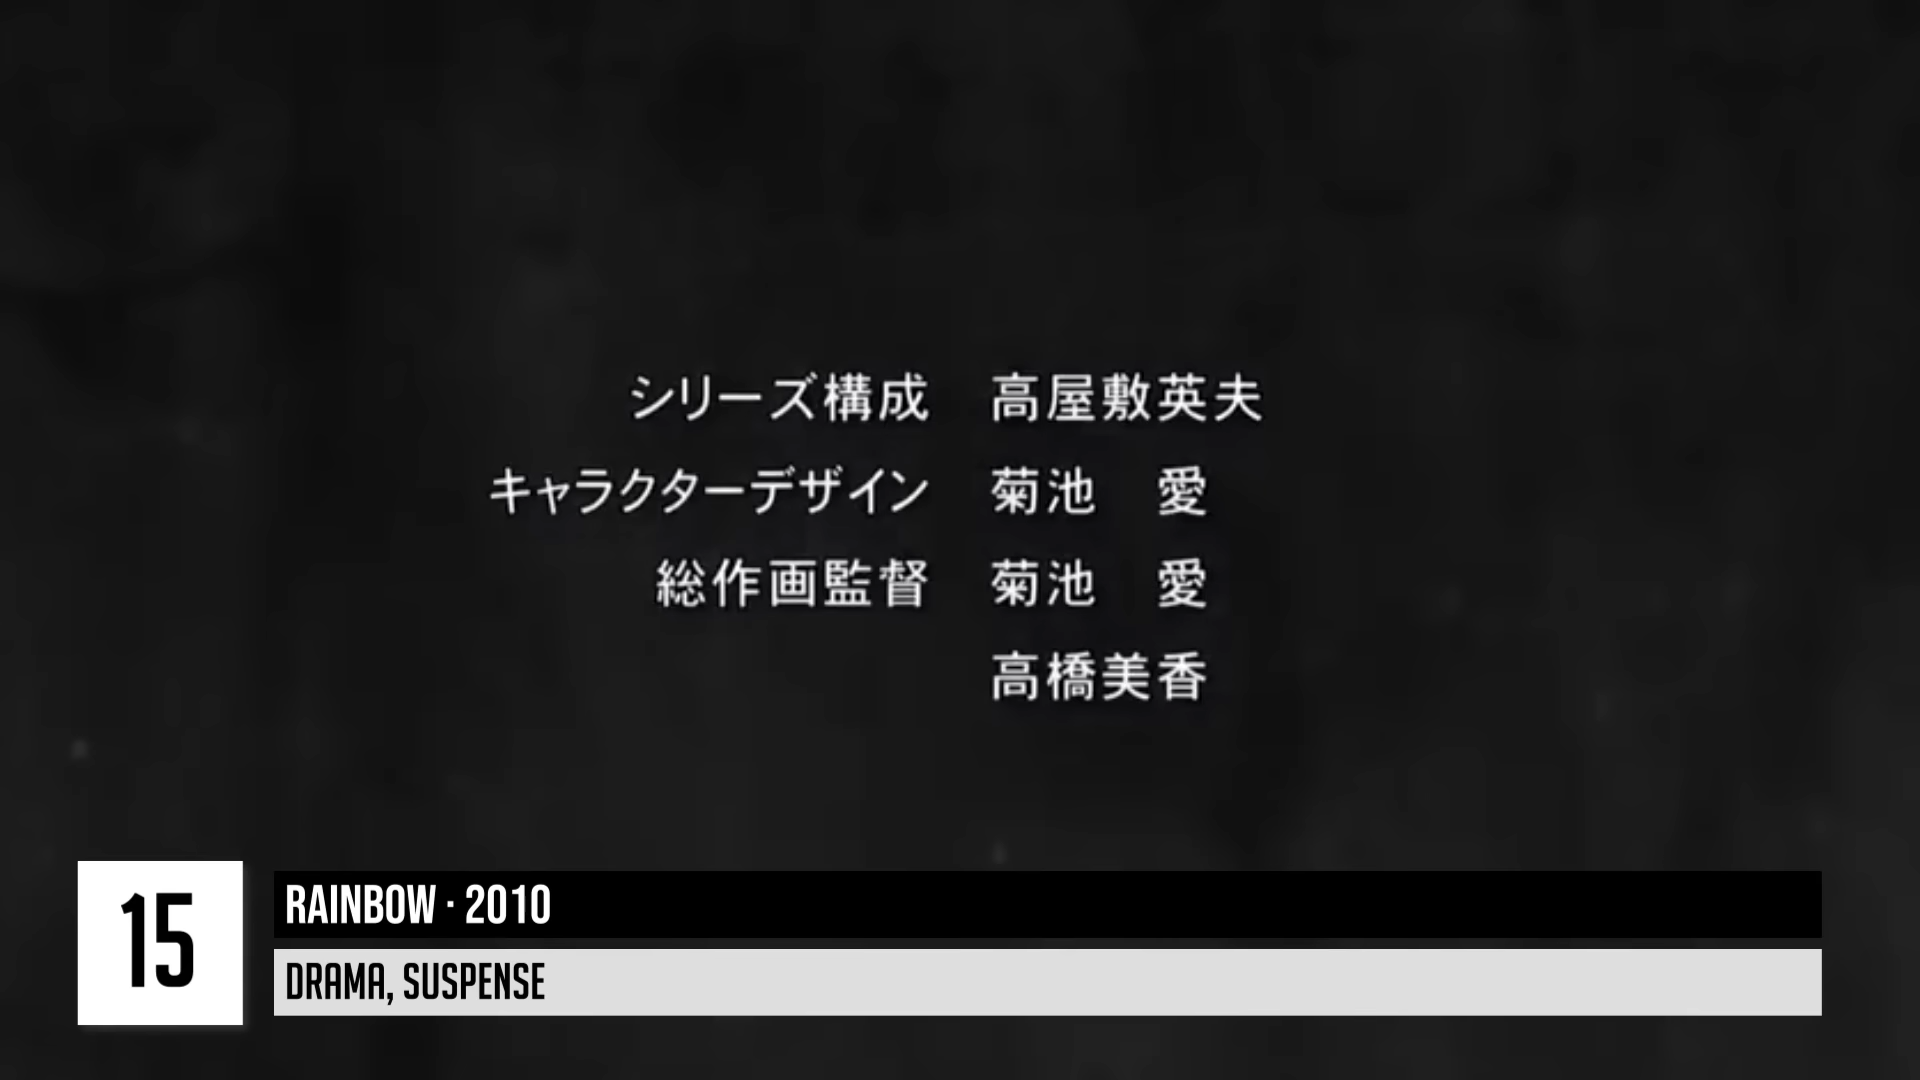 シリーズ構成　高屋敷英夫
キャラクターデザイン　菊池　愛
総作画監督　菊池　愛
高橋美香
15
RAINBOW · 2010
DRAMA, SUSPENSE